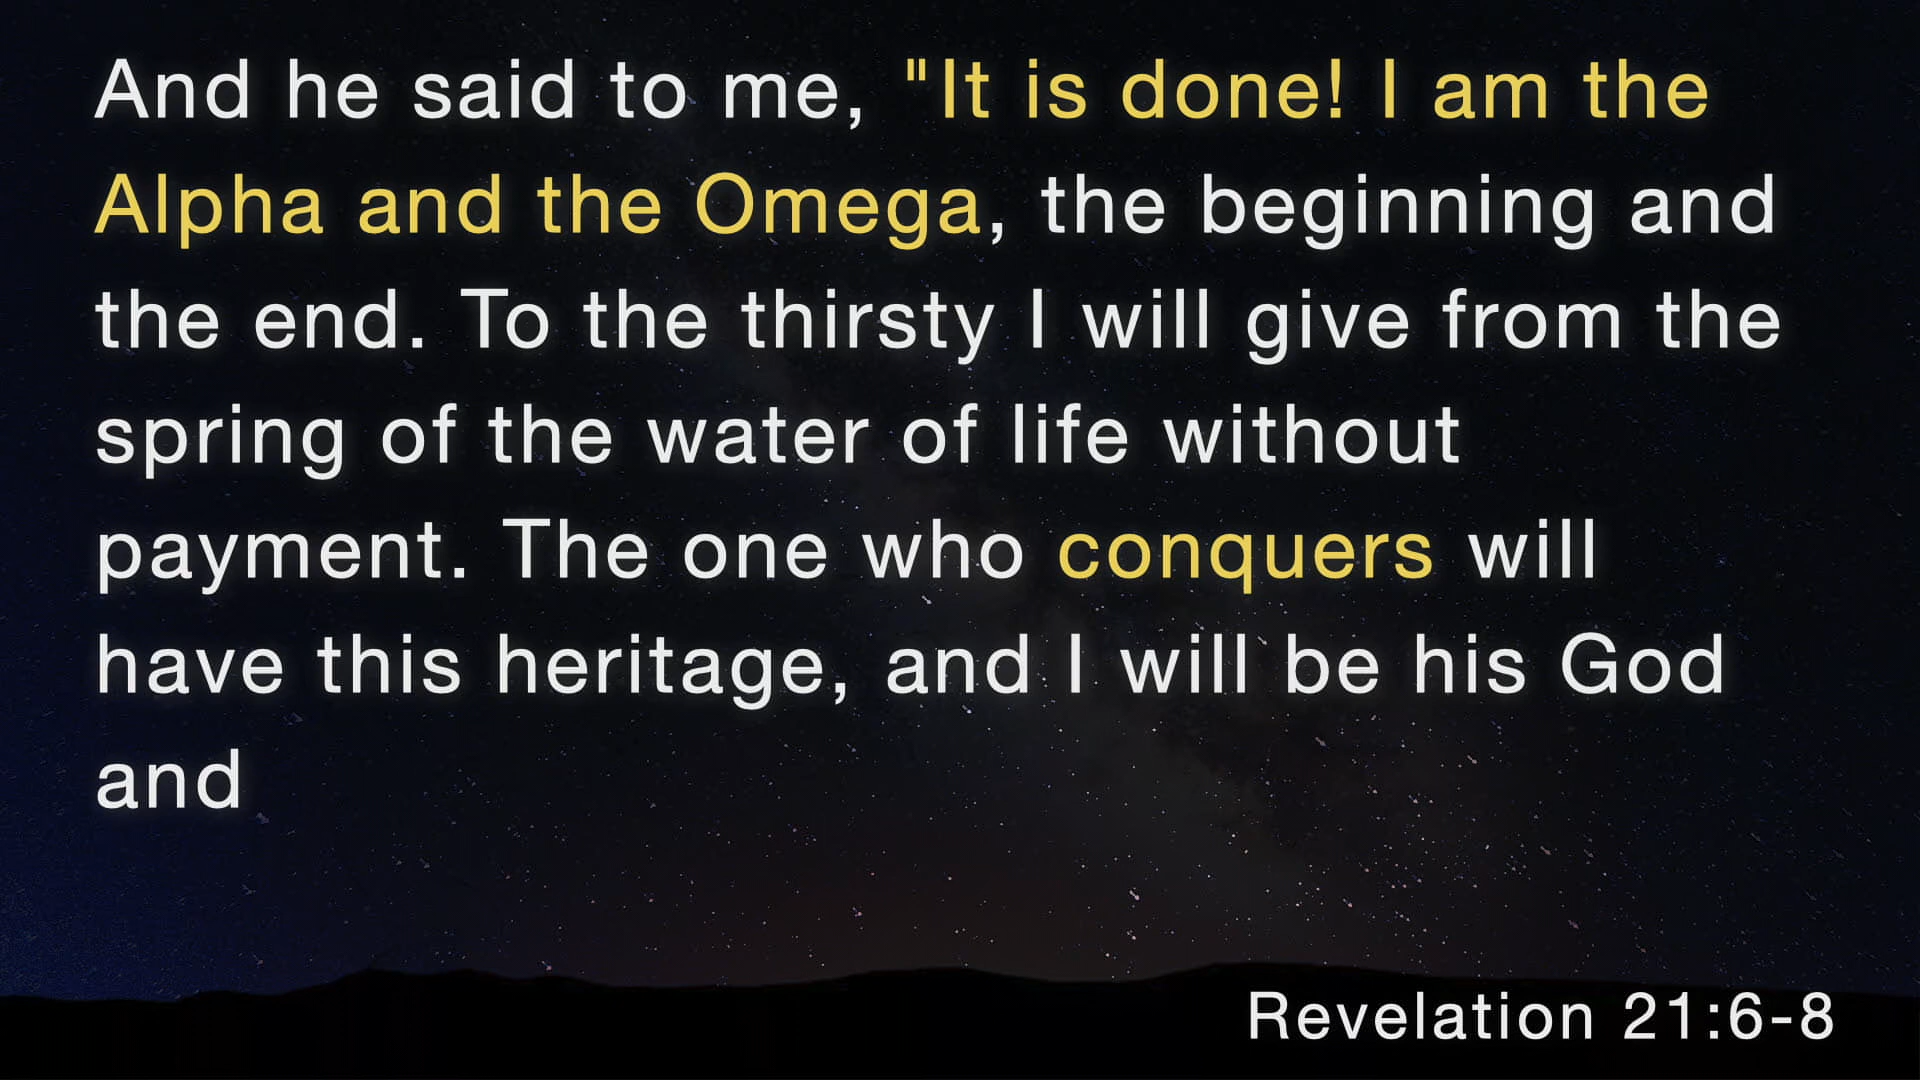 And he said to me, "It is done! I am the
Alpha and the Omega, the beginning and
the end. To the thirsty I will give from the
spring of the water of life without
payment. The one who conquers will
have this heritage, and I will be his God
and
Revelation 21:6-8